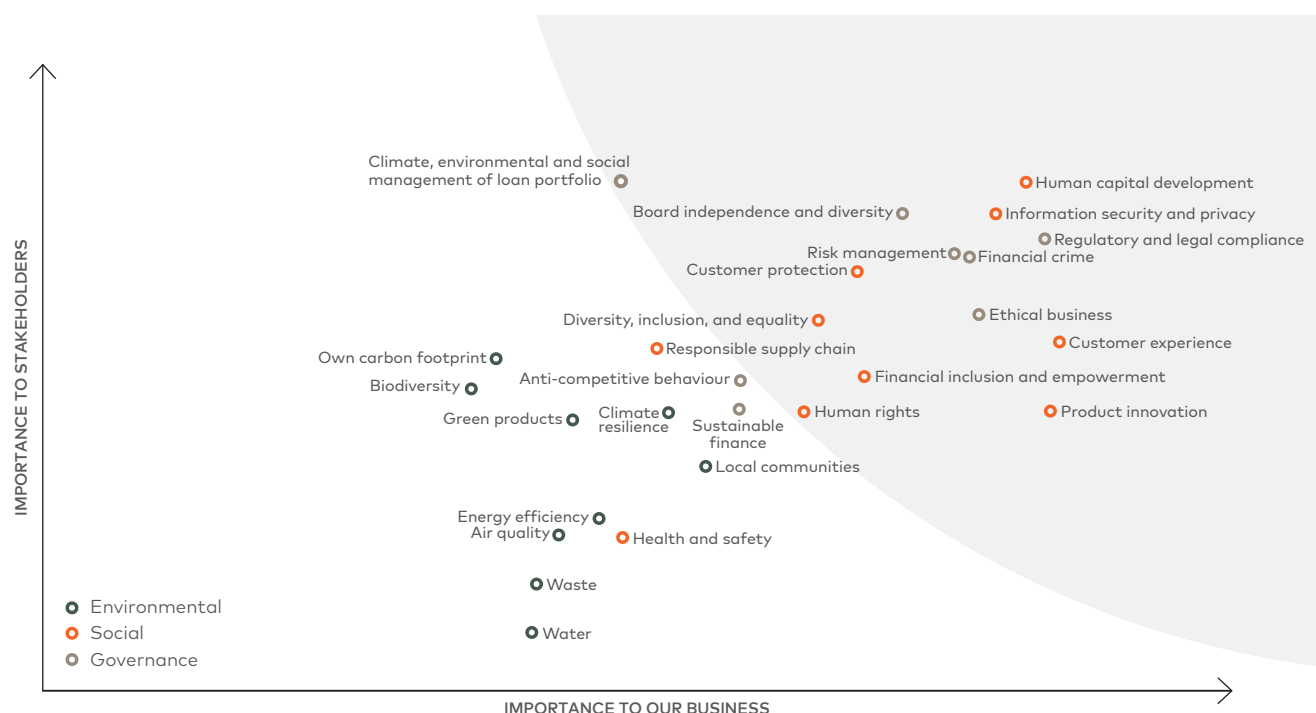 IMPORTANCE TO STAKEHOLDERS
Climate, environmental and social
management of loan portfolio
Human capital development
Board independence and diversity
Information security and privacy
Regulatory and legal compliance
Risk management
Financial crime
Customer protection
Ethical business
Diversity, inclusion, and equality
Customer experience
Responsible supply chain
Own carbon footprint
Financial inclusion and empowerment
Anti-competitive behaviour
Biodiversity
Green products
Climate
resilience
Human rights
Product innovation
Sustainable
finance
Local communities
Energy efficiency
Air quality
Health and safety
Waste
Water
Environmental
Social
Governance
IMPORTANCE TO OUR BUSINESS